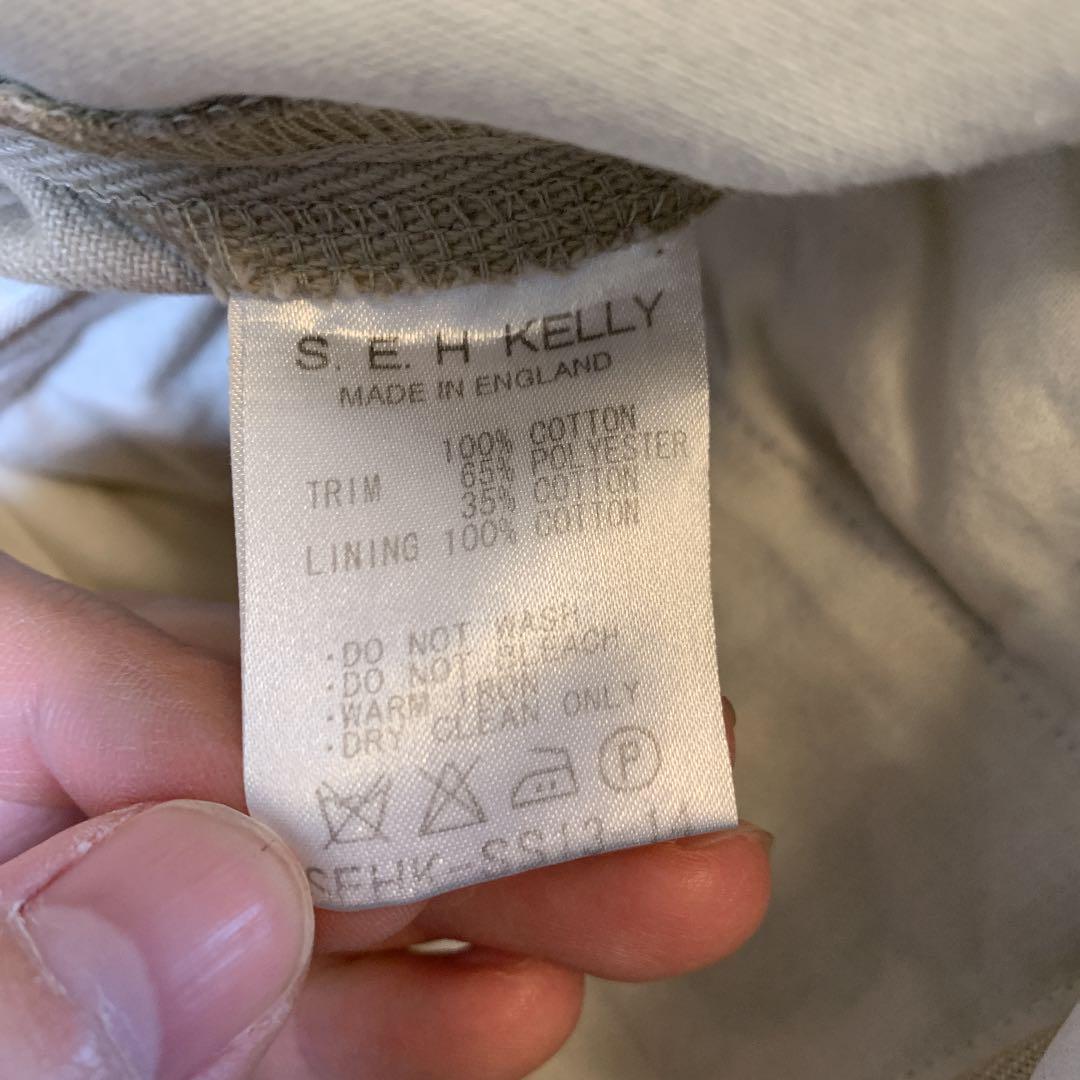 S. E. H KELLY
MADE IN ENGLAND
100% COTTON
TRIM 65% POLYESTER
35% COTTON
LINING 100% COTTON
·DO NOT WASH
·DO NOT BLEACH
·WARM IRON
·DRY CLEAN ONLY
P